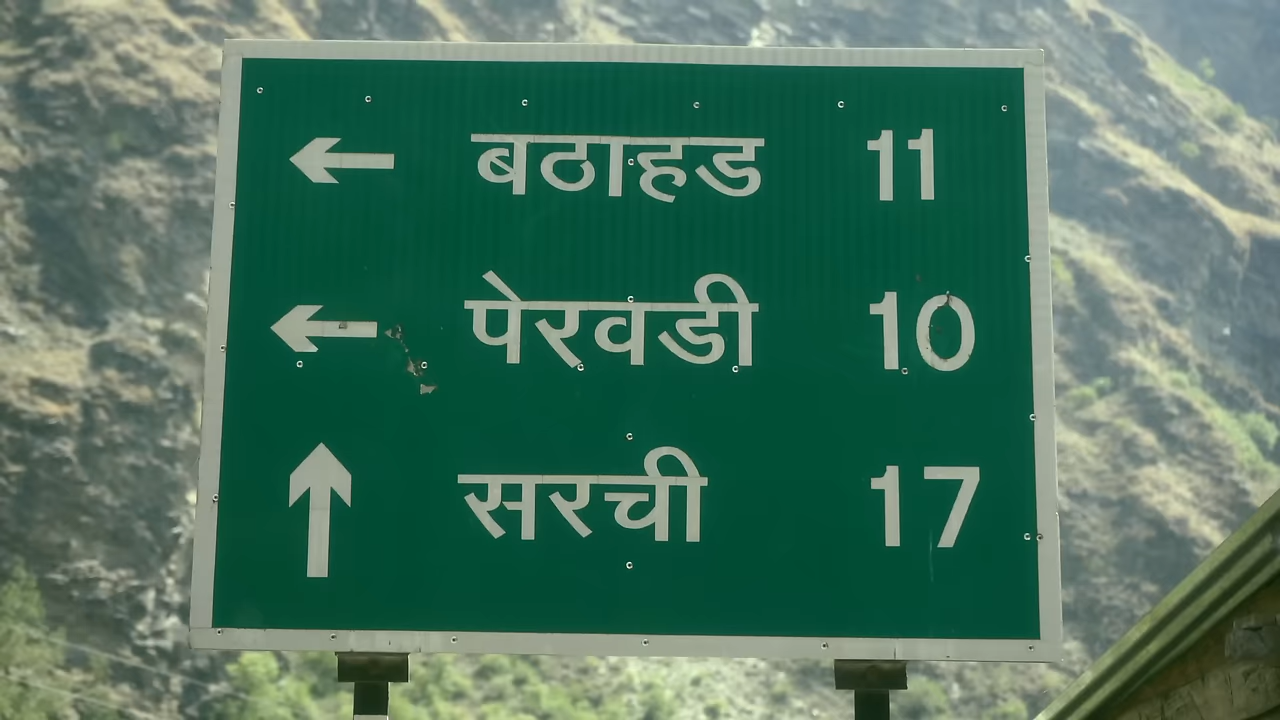 ← बठाहड 11
← पेरवडी 10
↑ सरची 17